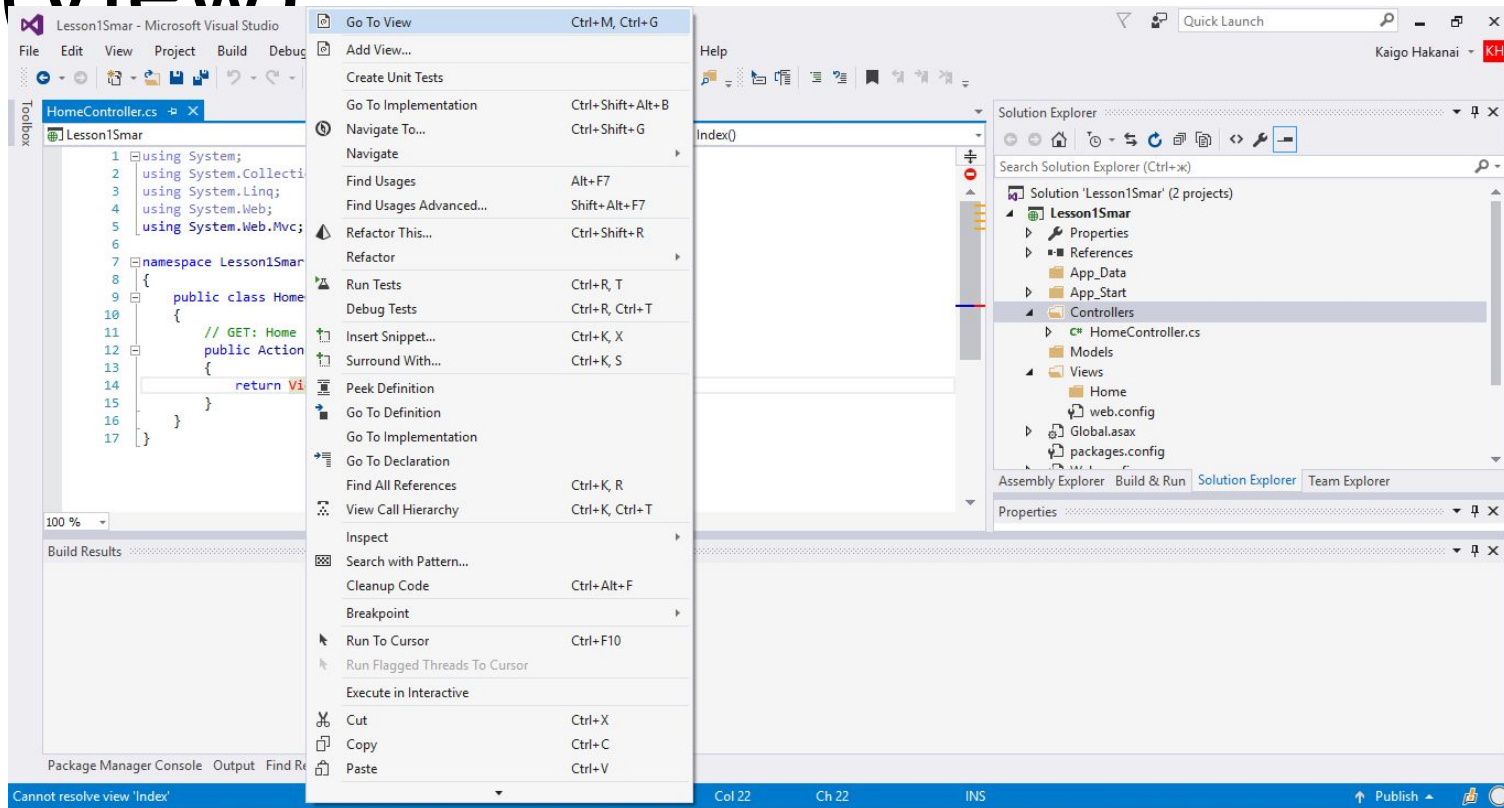 Lesson1Smar - Microsoft Visual Studio
Quick Launch
File Edit View Project Build Debug Help
Kaigo Hakanai KH
Toolbox
HomeController.cs
Lesson1Smar
Index()
1 using System;
2 using System.Collecti
3 using System.Linq;
4 using System.Web;
5 using System.Web.Mvc;
6
7 namespace Lesson1Smar
8 {
9 public class Home
10 {
11 // GET: Home
12 public Action
13 {
14 return Vi
15 }
16 }
17 }
100 %
Go To View Ctrl+M, Ctrl+G
Add View...
Create Unit Tests
Go To Implementation Ctrl+Shift+Alt+B
Navigate To... Ctrl+Shift+G
Navigate
Find Usages Alt+F7
Find Usages Advanced... Shift+Alt+F7
Refactor This... Ctrl+Shift+R
Refactor
Run Tests Ctrl+R, T
Debug Tests Ctrl+R, Ctrl+T
Insert Snippet... Ctrl+K, X
Surround With... Ctrl+K, S
Peek Definition
Go To Definition
Go To Implementation
Go To Declaration
Find All References Ctrl+K, R
View Call Hierarchy Ctrl+K, Ctrl+T
Inspect
Search with Pattern...
Cleanup Code Ctrl+Alt+F
Breakpoint
Run To Cursor Ctrl+F10
Run Flagged Threads To Cursor
Execute in Interactive
Cut Ctrl+X
Copy Ctrl+C
Paste Ctrl+V
Solution Explorer
Search Solution Explorer (Ctrl+ж)
Solution 'Lesson1Smar' (2 projects)
Lesson1Smar
Properties
References
App_Data
App_Start
Controllers
C# HomeController.cs
Models
Views
Home
web.config
Global.asax
packages.config
Assembly Explorer Build & Run Solution Explorer Team Explorer
Properties
Build Results
Package Manager Console Output Find Re
Cannot resolve view 'Index' Col 22 Ch 22 INS Publish